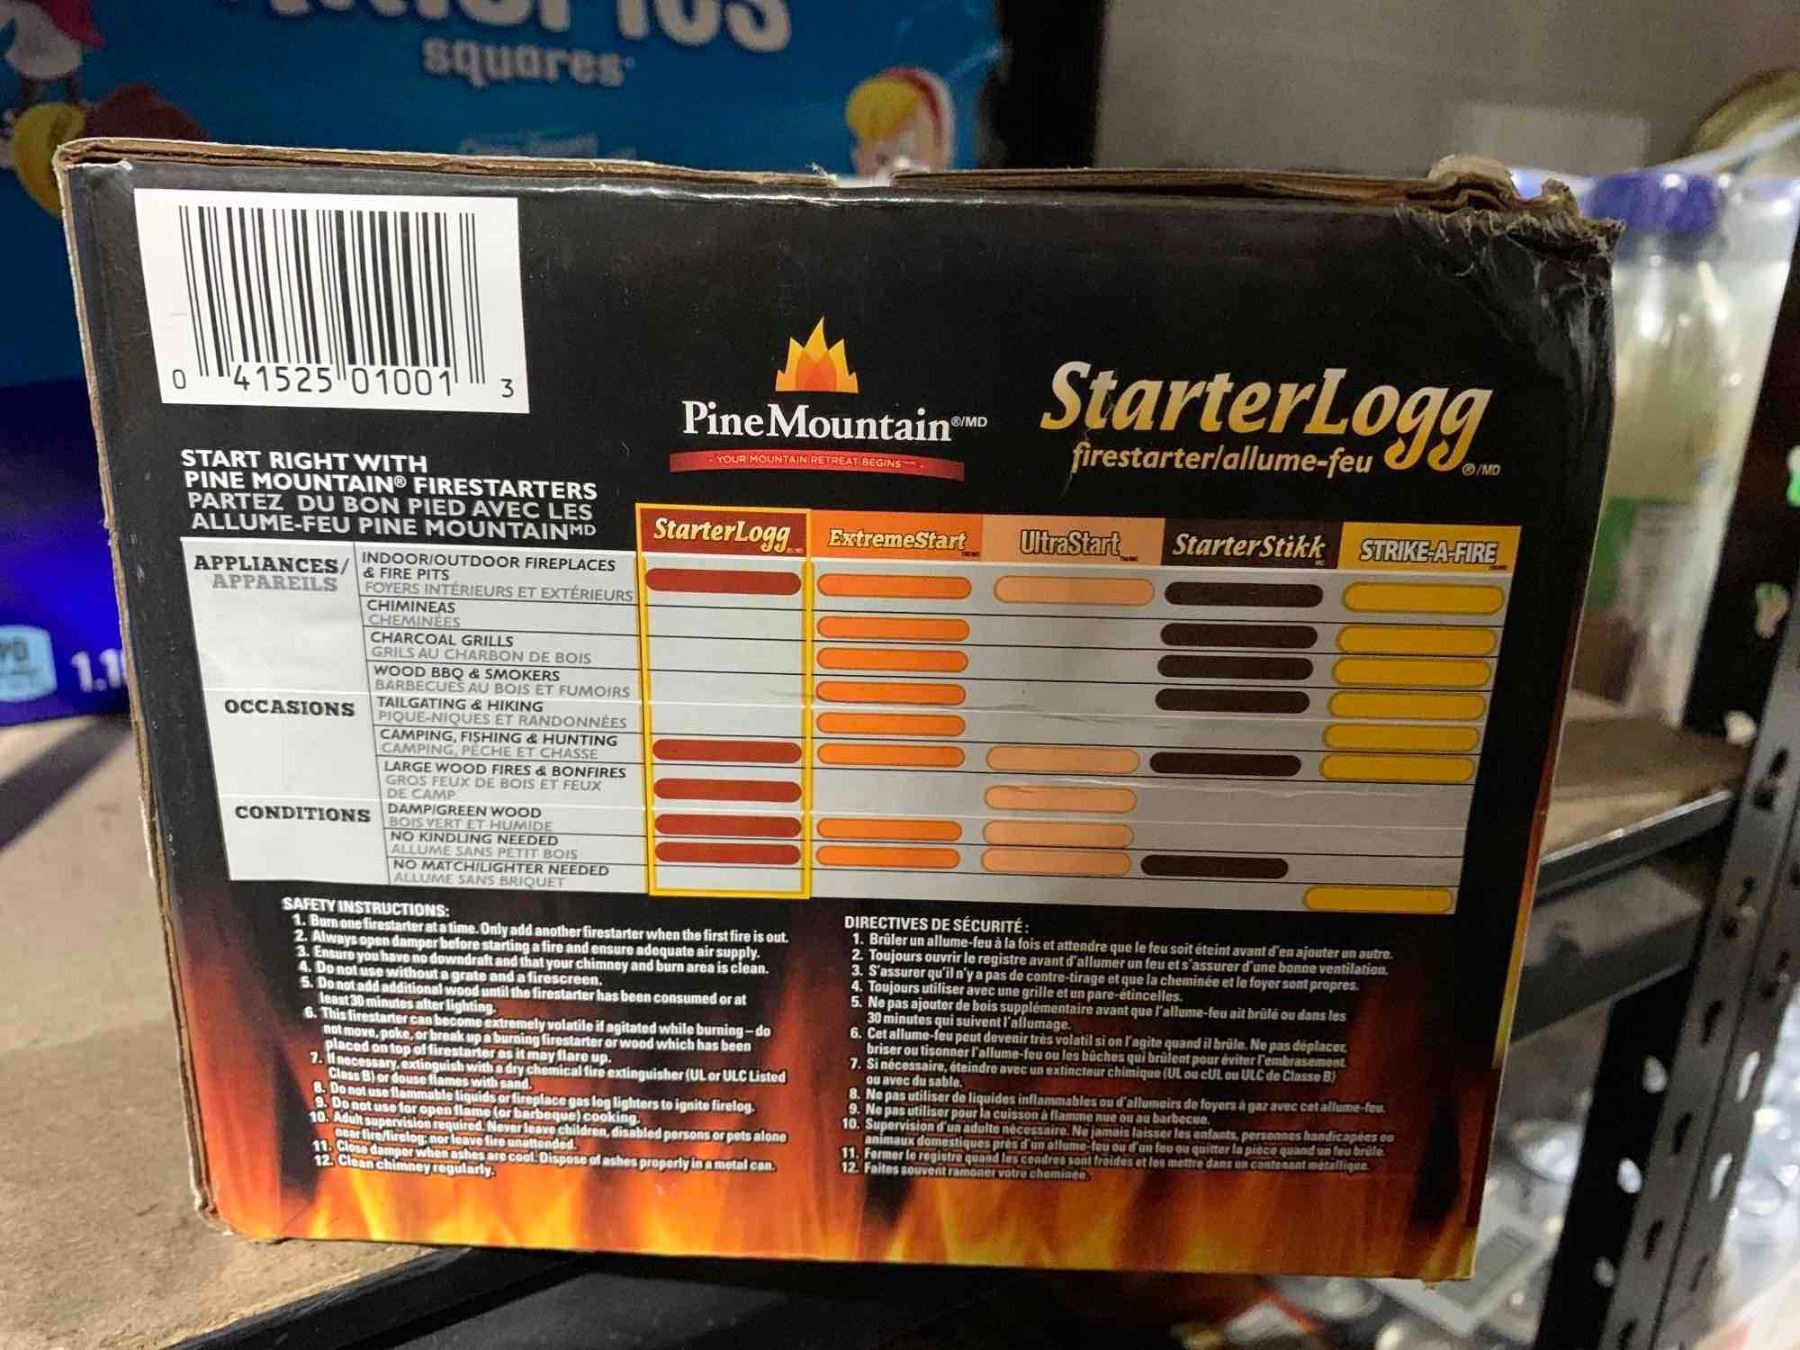 squares
0 41525 01001 3
PineMountain®/MD
- YOUR MOUNTAIN RETREAT BEGINS
StarterLogg
®/MD
firestarter/allume-feu
START RIGHT WITH
PINE MOUNTAIN® FIRESTARTERS
PARTEZ DU BON PIED AVEC LES
ALLUME-FEU PINE MOUNTAINMD
StarterLogg ExtremeStart UltraStart StarterStikk STRIKE-A-FIRE
APPLIANCES/
APPAREILS
INDOOR/OUTDOOR FIREPLACES
& FIRE PITS
FOYERS INTÉRIEURS ET EXTÉRIEURS
CHIMINEAS
CHEMINÉES
CHARCOAL GRILLS
GRILS AU CHARBON DE BOIS
WOOD BBQ & SMOKERS
BARBECUES AU BOIS ET FUMOIRS
OCCASIONS
TAILGATING & HIKING
PIQUE-NIQUES ET RANDONNÉES
CAMPING, FISHING & HUNTING
CAMPING, PÊCHE ET CHASSE
LARGE WOOD FIRES & BONFIRES
GROS FEUX DE BOIS ET FEUX
DE CAMP
CONDITIONS
DAMP/GREEN WOOD
BOIS VERT ET HUMIDE
NO KINDLING NEEDED
ALLUME SANS PETIT BOIS
NO MATCH/LIGHTER NEEDED
ALLUME SANS BRIQUET
SAFETY INSTRUCTIONS:
1. Burn one firestarter at a time. Only add another firestarter when the first fire is out.
2. Always open damper before starting a fire and ensure adequate air supply.
3. Ensure you have no downdraft and that your chimney and burn area is clean.
4. Do not use without a grate and a firescreen.
5. Do not add additional wood until the firestarter has been consumed or at
least 30 minutes after lighting.
6. This firestarter can become extremely volatile if agitated while burning – do
not move, poke, or break up a burning firestarter or wood which has been
placed on top of firestarter as it may flare up.
7. If necessary, extinguish with a dry chemical fire extinguisher (UL or ULC Listed
Class B) or douse flames with sand.
8. Do not use flammable liquids or fireplace gas log lighters to ignite firelog.
9. Do not use for open flame (or barbeque) cooking.
10. Adult supervision required. Never leave children, disabled persons or pets alone
near fire/firelog; nor leave fire unattended.
11. Close damper when ashes are cool. Dispose of ashes properly in a metal can.
12. Clean chimney regularly.
DIRECTIVES DE SÉCURITÉ :
1. Brûler un allume-feu à la fois et attendre que le feu soit éteint avant d'en ajouter un autre.
2. Toujours ouvrir le registre avant d'allumer un feu et s'assurer d'une bonne ventilation.
3. S'assurer qu'il n'y a pas de contre-tirage et que la cheminée et le foyer sont propres.
4. Toujours utiliser avec une grille et un pare-étincelles.
5. Ne pas ajouter de bois supplémentaire avant que l'allume-feu ait brûlé ou dans les
30 minutes qui suivent l'allumage.
6. Cet allume-feu peut devenir très volatil si on l'agite quand il brûle. Ne pas déplacer,
briser ou tisonner l'allume-feu ou les bûches qui brûlent pour éviter l'embrasement.
7. Si nécessaire, éteindre avec un extincteur chimique (UL ou cUL ou ULC de Classe B)
ou avec du sable.
8. Ne pas utiliser de liquides inflammables ou d'allumoirs de foyers à gaz avec cet allume-feu.
9. Ne pas utiliser pour la cuisson à flamme nue ou au barbecue.
10. Supervision d'un adulte nécessaire. Ne jamais laisser les enfants, personnes handicapées ou
animaux domestiques près d'un allume-feu ou d'un feu ou quitter la pièce quand un feu brûle.
11. Fermer le registre quand les cendres sont froides et les mettre dans un contenant métallique.
12. Faites souvent ramoner votre cheminée.